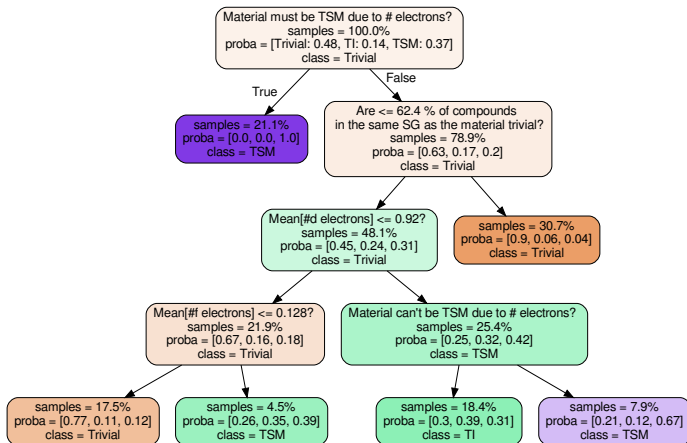 Material must be TSM due to # electrons?
samples = 100.0%
proba = [Trivial: 0.48, TI: 0.14, TSM: 0.37]
class = Trivial
True
False
samples = 21.1%
proba = [0.0, 0.0, 1.0]
class = TSM
Are <= 62.4 % of compounds
in the same SG as the material trivial?
samples = 78.9%
proba = [0.63, 0.17, 0.2]
class = Trivial
Mean[#d electrons] <= 0.92?
samples = 48.1%
proba = [0.45, 0.24, 0.31]
class = Trivial
samples = 30.7%
proba = [0.9, 0.06, 0.04]
class = Trivial
Mean[#f electrons] <= 0.128?
samples = 21.9%
proba = [0.67, 0.16, 0.18]
class = Trivial
Material can't be TSM due to # electrons?
samples = 25.4%
proba = [0.25, 0.32, 0.42]
class = TSM
samples = 17.5%
proba = [0.77, 0.11, 0.12]
class = Trivial
samples = 4.5%
proba = [0.26, 0.35, 0.39]
class = TSM
samples = 18.4%
proba = [0.3, 0.39, 0.31]
class = TI
samples = 7.9%
proba = [0.21, 0.12, 0.67]
class = TSM